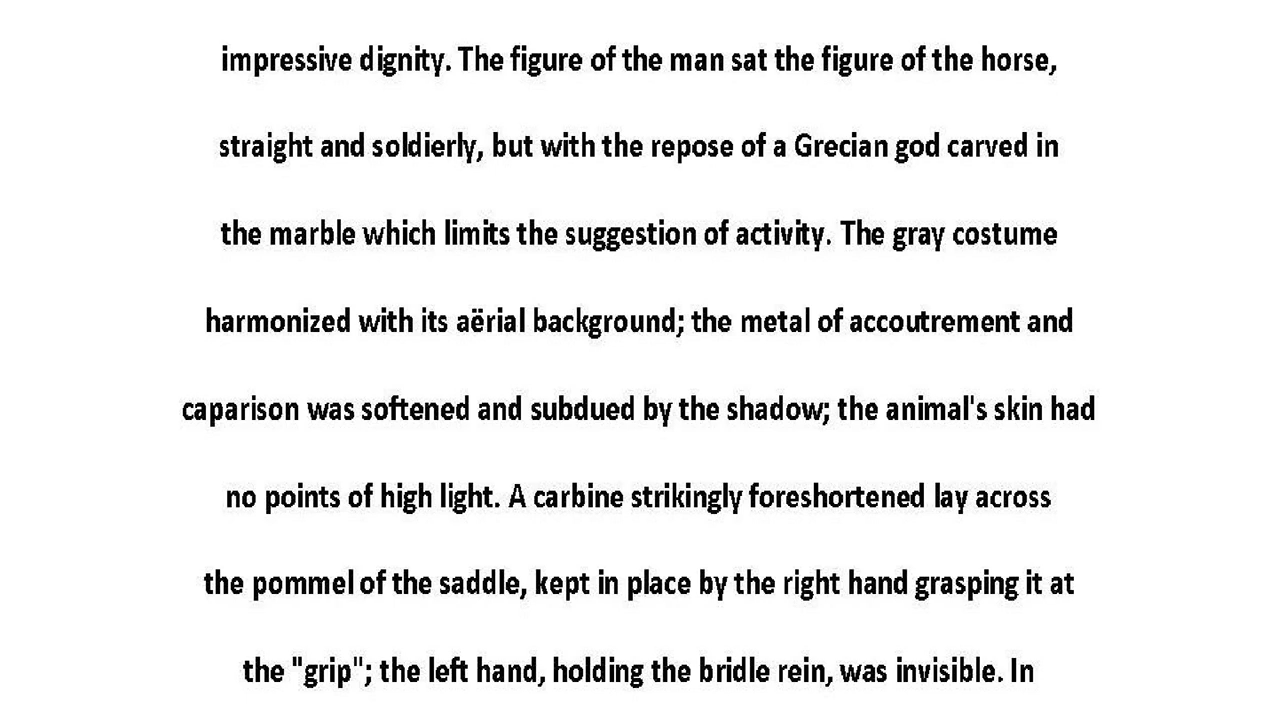 impressive dignity. The figure of the man sat the figure of the horse,
straight and soldierly, but with the repose of a Grecian god carved in
the marble which limits the suggestion of activity. The gray costume
harmonized with its aërial background; the metal of accoutrement and
caparison was softened and subdued by the shadow; the animal's skin had
no points of high light. A carbine strikingly foreshortened lay across
the pommel of the saddle, kept in place by the right hand grasping it at
the "grip"; the left hand, holding the bridle rein, was invisible. In